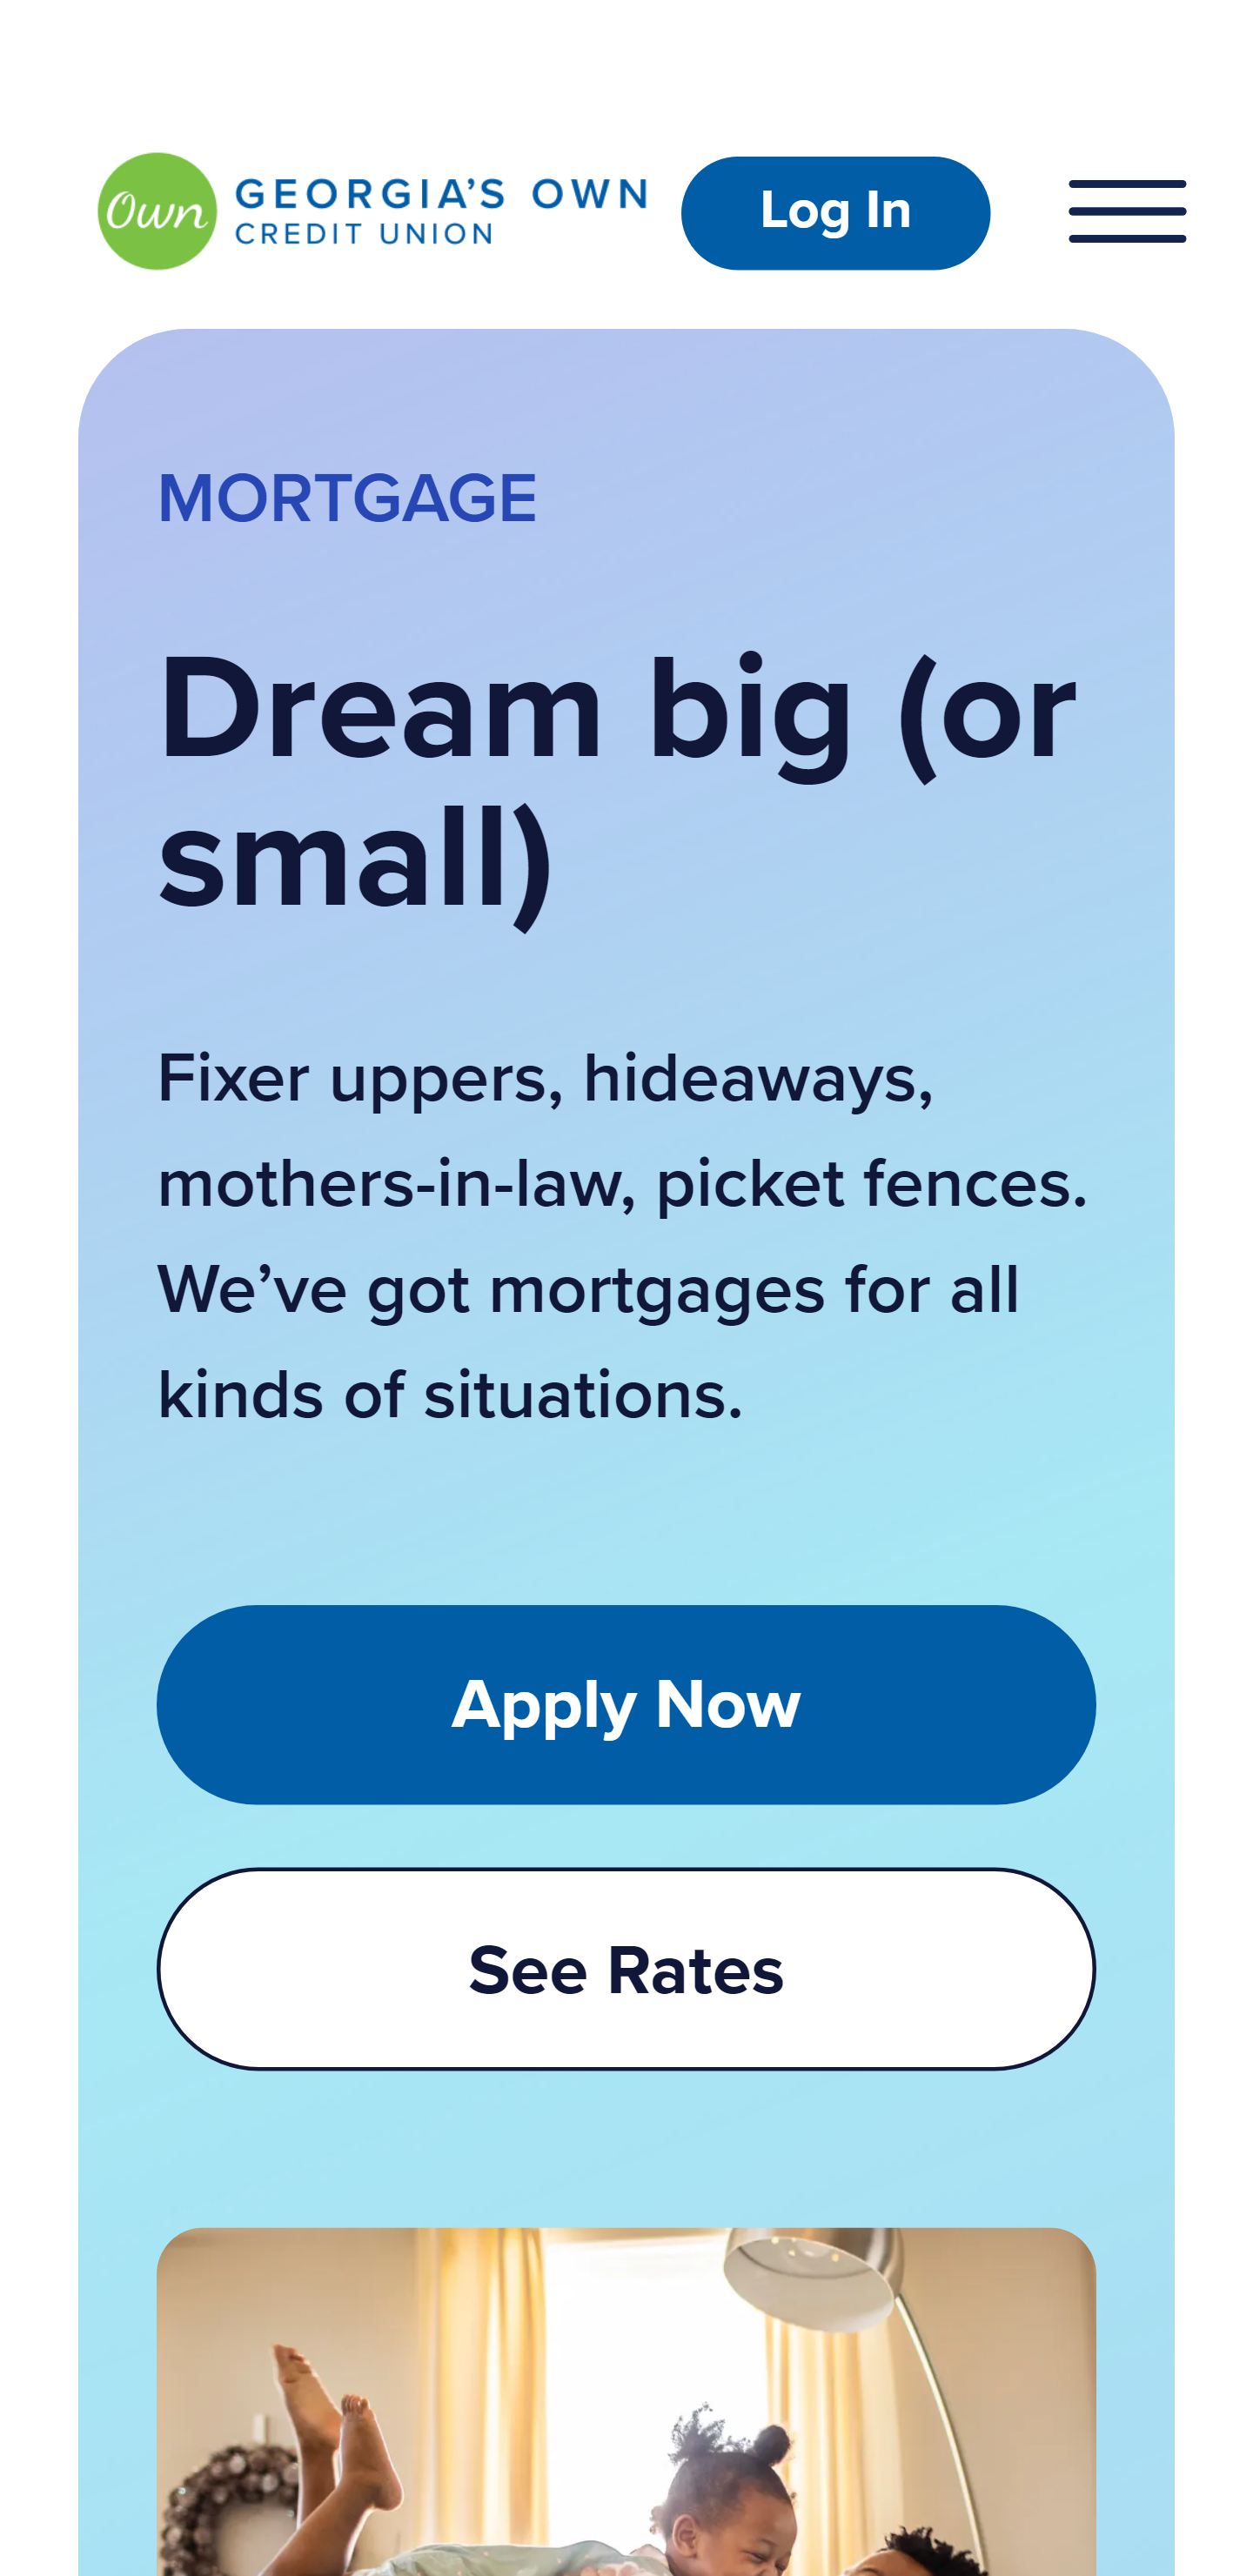 Own
GEORGIA’S OWN
CREDIT UNION
Log In
MORTGAGE
Dream big (or
small)
Fixer uppers, hideaways,
mothers-in-law, picket fences.
We’ve got mortgages for all
kinds of situations.
Apply Now
See Rates